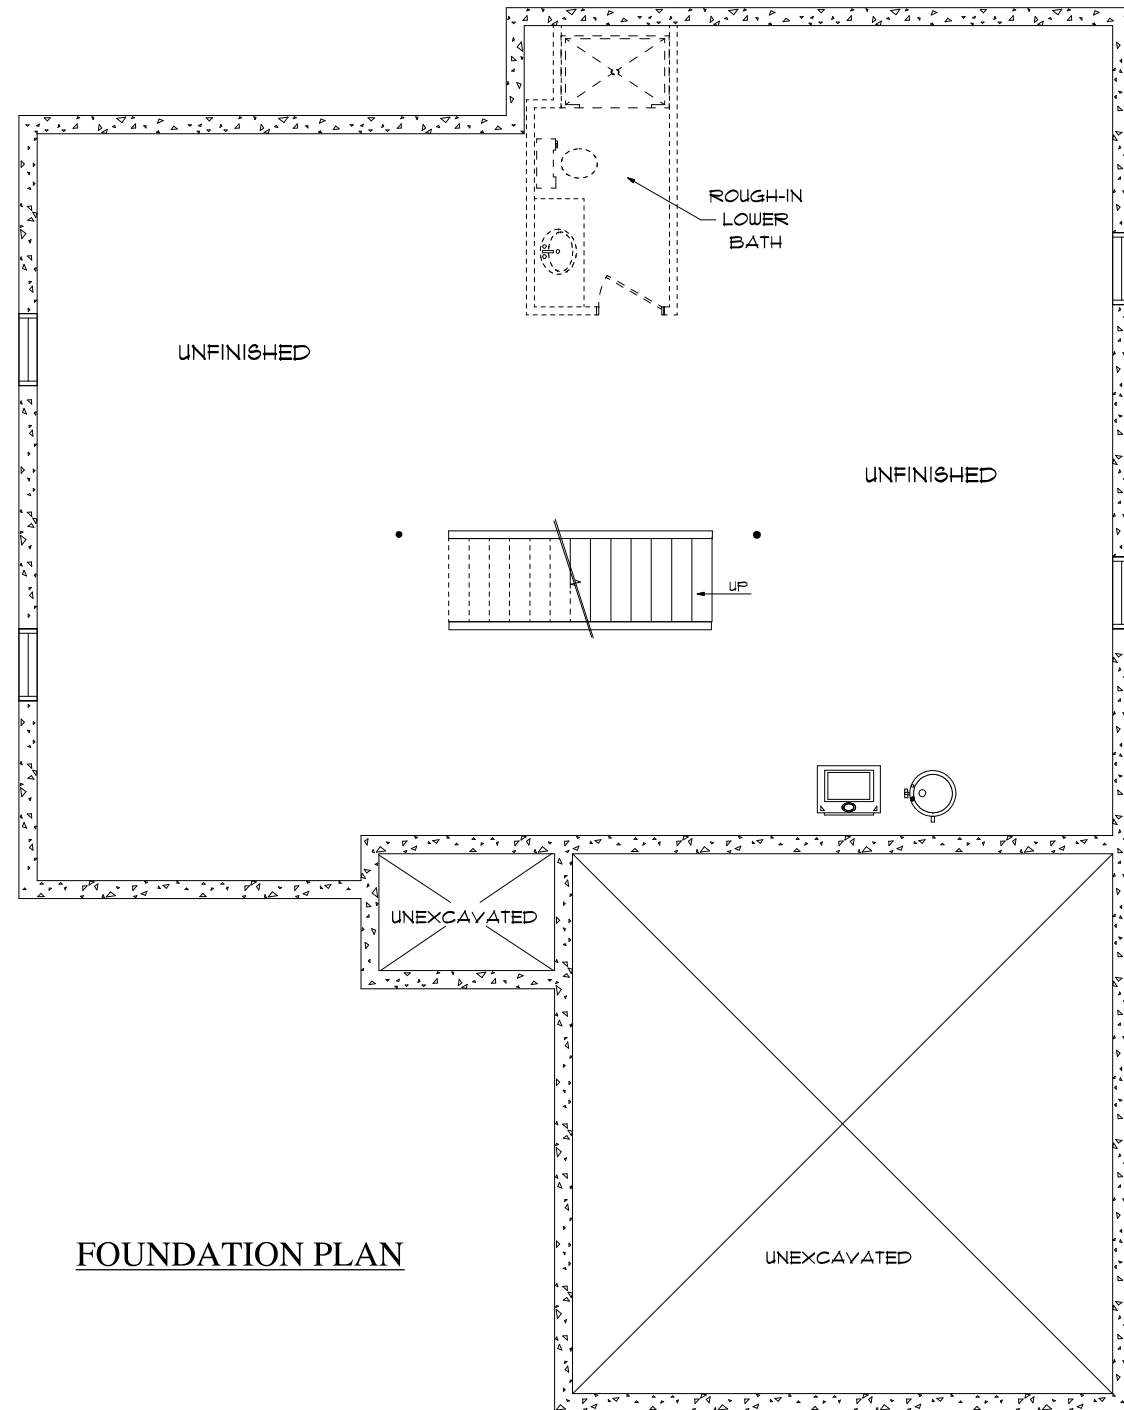 ROUGH-IN
LOWER
BATH
UNFINISHED
UNFINISHED
UP
UNEXCAVATED
FOUNDATION PLAN
UNEXCAVATED